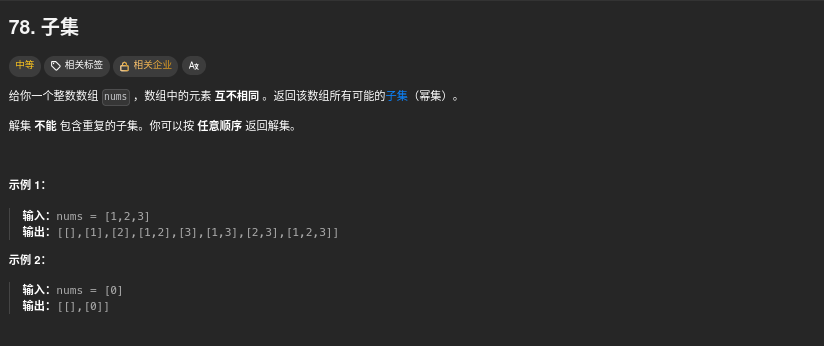 78. 子集
中等 相关标签 相关企业 A文
给你一个整数数组 nums ，数组中的元素 互不相同 。返回该数组所有可能的子集（幂集）。
解集 不能 包含重复的子集。你可以按 任意顺序 返回解集。
示例 1：
输入：nums = [1,2,3]
输出：[[],[1],[2],[1,2],[3],[1,3],[2,3],[1,2,3]]
示例 2：
输入：nums = [0]
输出：[[],[0]]